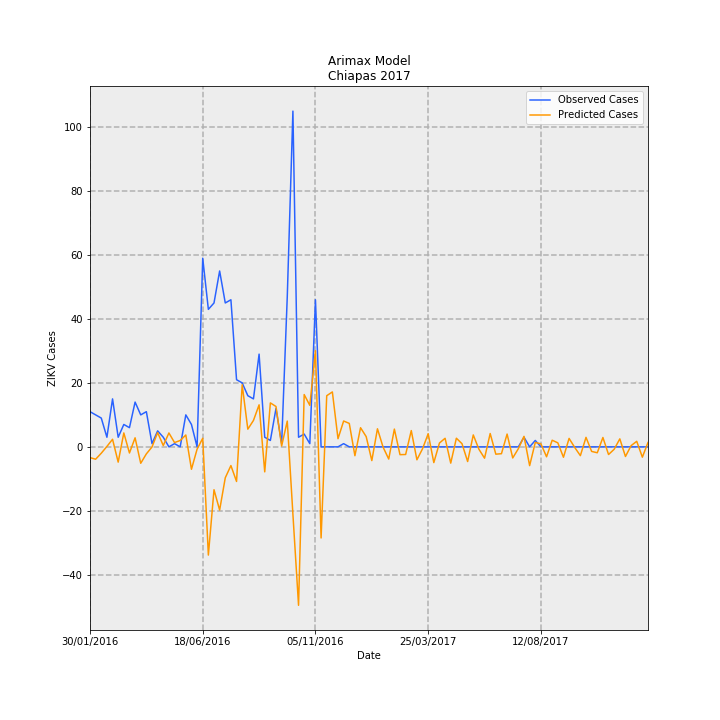 Arimax Model
Chiapas 2017
Observed Cases
Predicted Cases
100
80
60
40
20
0
−20
−40
ZIKV Cases
30/01/2016
18/06/2016
05/11/2016
25/03/2017
12/08/2017
Date